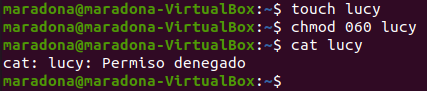 maradona@maradona-VirtualBox:~$ touch lucy
maradona@maradona-VirtualBox:~$ chmod 060 lucy
maradona@maradona-VirtualBox:~$ cat lucy
cat: lucy: Permiso denegado
maradona@maradona-VirtualBox:~$